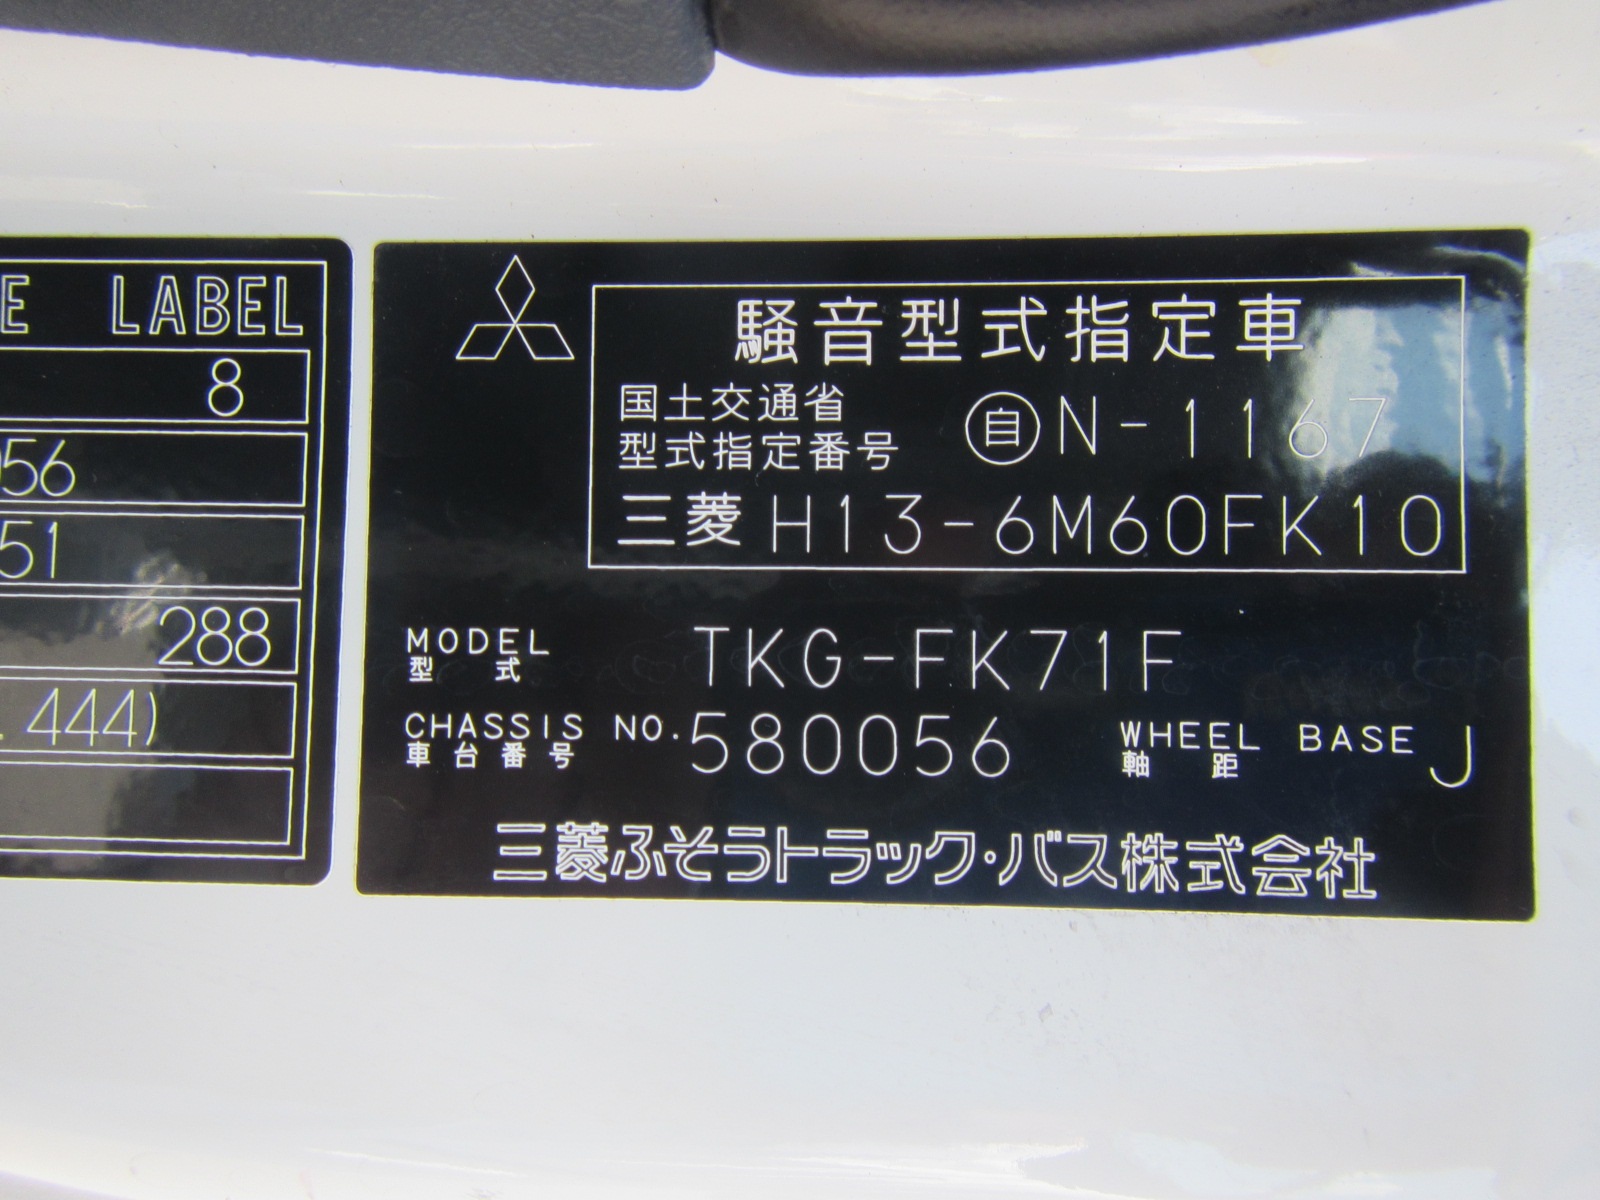 E LABEL
8
056
51
288
444)
騒音型式指定車
国土交通省
型式指定番号 自 N-1167
三菱 H13-6M60FK10
MODEL
型式 TKG-FK71F
CHASSIS NO. 580056 WHEEL BASE J
車台番号 軸距
三菱ふそうトラック・バス株式会社